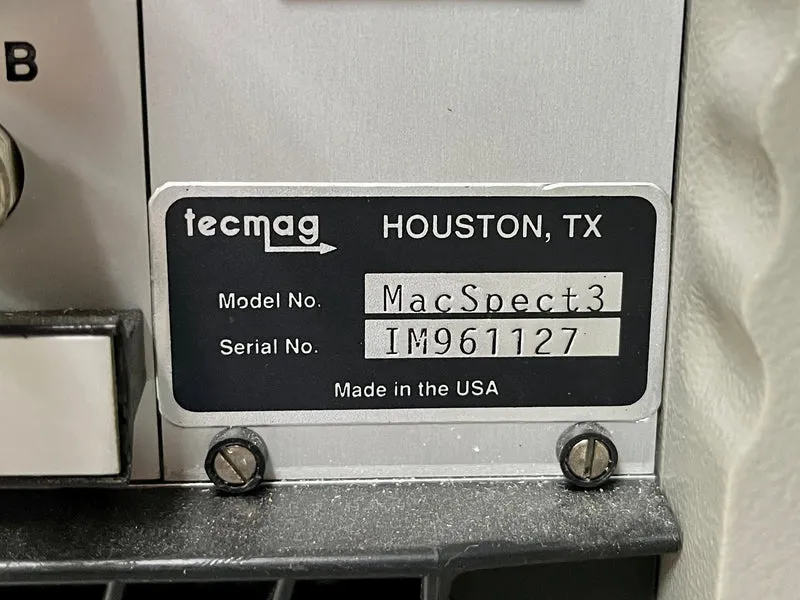 B
tecmag HOUSTON, TX
Model No. MacSpect3
Serial No. IM961127
Made in the USA